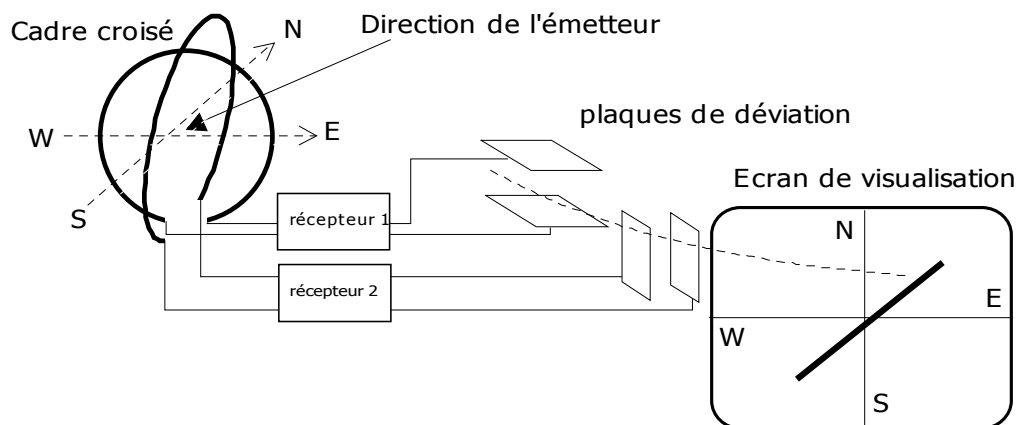 Cadre croisé
N
Direction de l'émetteur
W
E
S
plaques de déviation
récepteur 1
récepteur 2
Ecran de visualisation
N
E
W
S